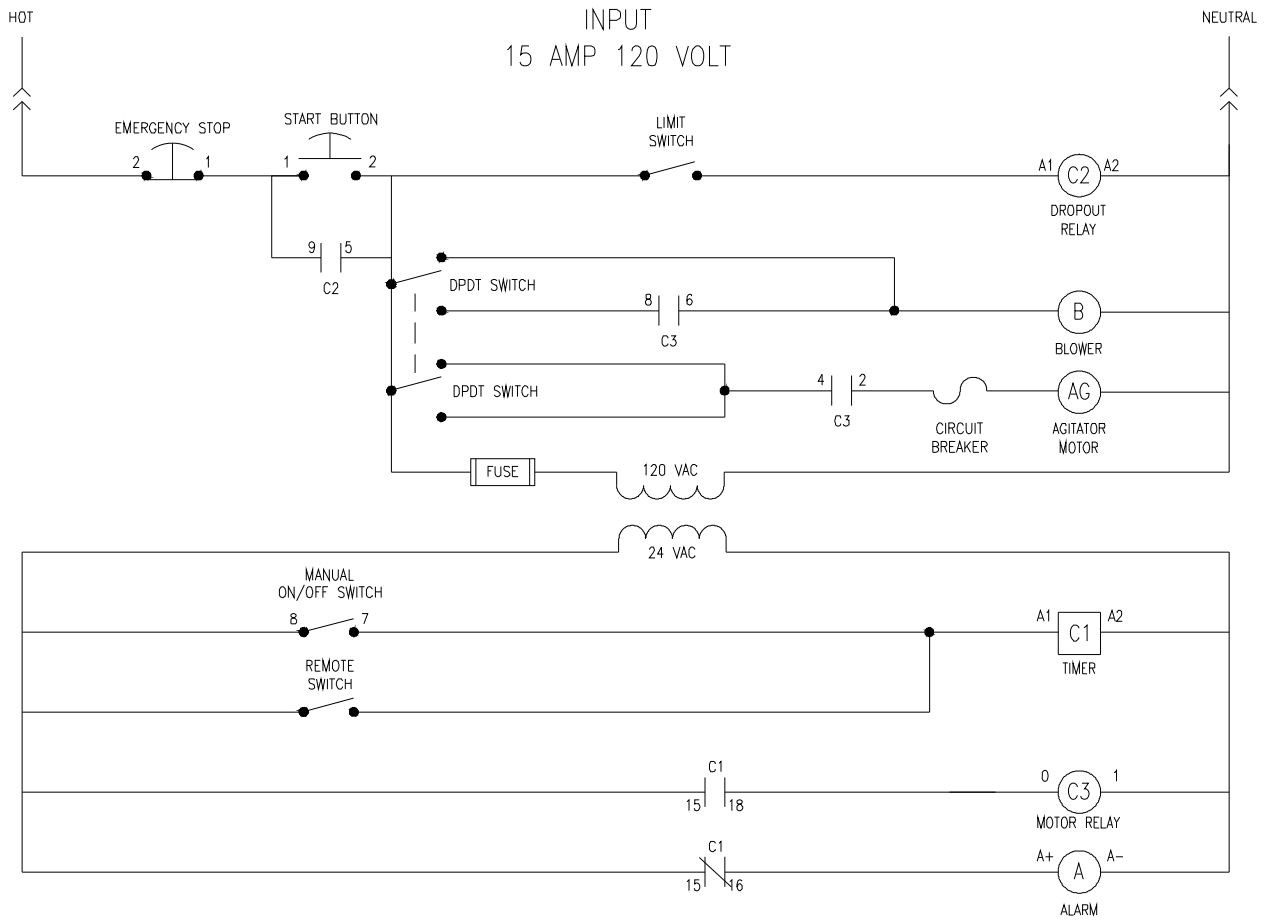 HOT
INPUT
15 AMP 120 VOLT
NEUTRAL
EMERGENCY STOP
2
1
START BUTTON
1
2
LIMIT
SWITCH
A1
C2
A2
DROPOUT
RELAY
9
5
C2
DPDT SWITCH
8
6
C3
B
BLOWER
DPDT SWITCH
4
2
C3
CIRCUIT
BREAKER
AG
AGITATOR
MOTOR
FUSE
120 VAC
24 VAC
MANUAL
ON/OFF SWITCH
8
7
A1
C1
A2
TIMER
REMOTE
SWITCH
C1
15
18
0
C3
1
MOTOR RELAY
C1
15
16
A+
A
A-
ALARM